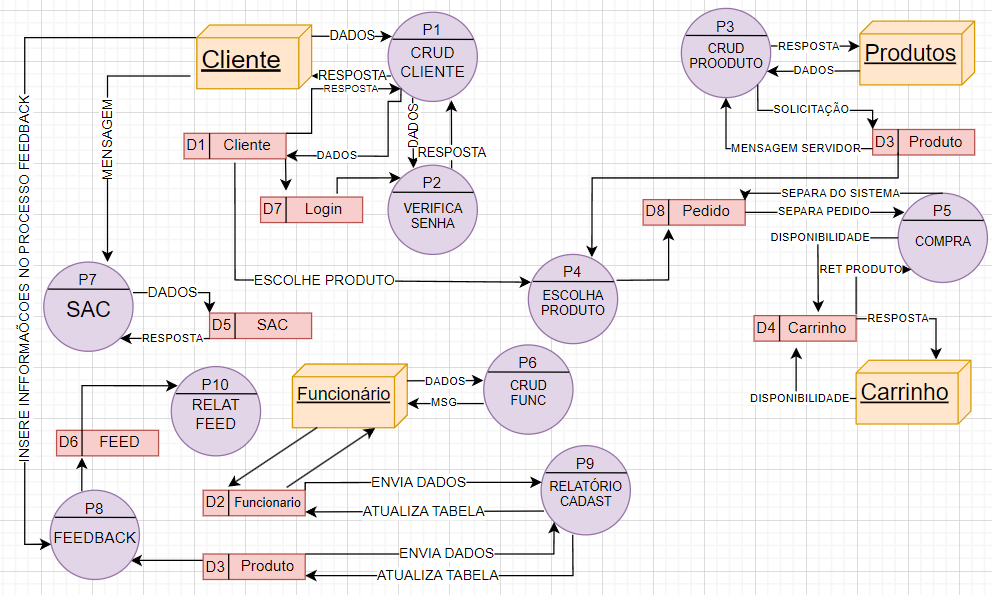 Cliente
DADOS
P1
CRUD
CLIENTE
RESPOSTA
RESPOSTA
P3
CRUD
PROODUTO
RESPOSTA
DADOS
Produtos
SOLICITAÇÃO
MENSAGEM SERVIDOR
D3 Produto
MENSAGEM
INSERE INFFORMAÕCOES NO PROCESSO FEEDBACK
D1 Cliente
DADOS
DADOS
RESPOSTA
D7 Login
P2
VERIFICA
SENHA
D8 Pedido
SEPARA DO SISTEMA
SEPARA PEDIDO
P5
COMPRA
DISPONIBILIDADE
RET PRODUTO
P7
SAC
DADOS
RESPOSTA
D5 SAC
ESCOLHE PRODUTO
P4
ESCOLHA
PRODUTO
D4 Carrinho
RESPOSTA
DISPONIBILIDADE
Carrinho
P10
RELAT
FEED
Funcionário
DADOS
MSG
P6
CRUD
FUNC
D6 FEED
P8
FEEDBACK
D2 Funcionario
ENVIA DADOS
ATUALIZA TABELA
P9
RELATÓRIO
CADAST
D3 Produto
ENVIA DADOS
ATUALIZA TABELA